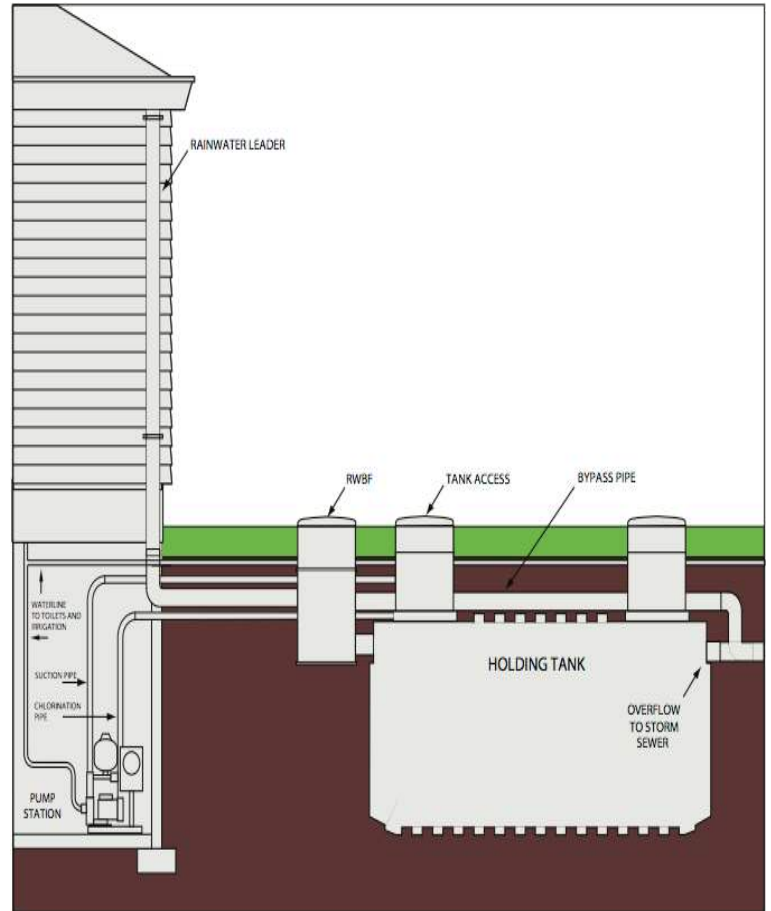 RAINWATER LEADER
RWBF
TANK ACCESS
BYPASS PIPE
WATERLINE
TO TOILETS AND
IRRIGATION
SUCTION PIPE
CHLORINATION
PIPE
PUMP
STATION
HOLDING TANK
OVERFLOW
TO STORM
SEWER